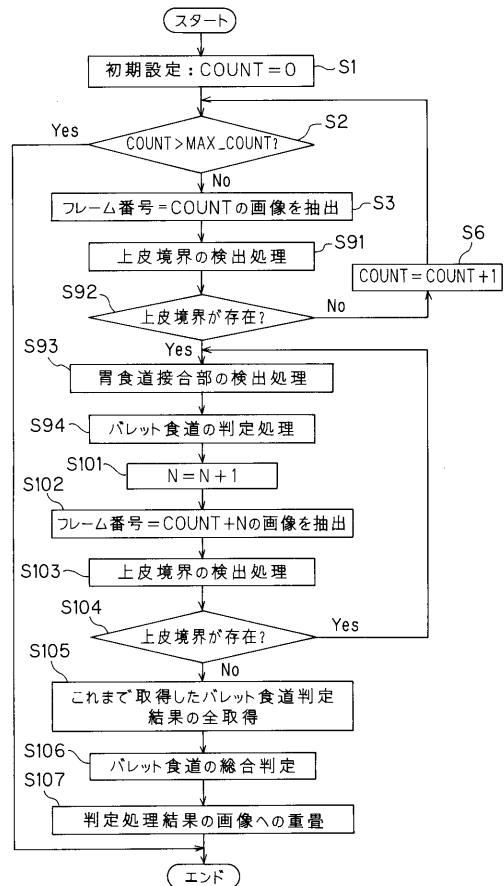 スタート
初期設定:COUNT=0
S1
Yes
COUNT>MAX_COUNT?
S2
No
フレーム番号=COUNTの画像を抽出
S3
上皮境界の検出処理
S91
S6
COUNT=COUNT+1
S92
上皮境界が存在?
No
Yes
S93
胃食道接合部の検出処理
S94
バレット食道の判定処理
S101
N=N+1
S102
フレーム番号=COUNT+Nの画像を抽出
S103
上皮境界の検出処理
S104
上皮境界が存在?
Yes
No
S105
これまで取得したバレット食道判定
結果の全取得
S106
バレット食道の総合判定
S107
判定処理結果の画像への重畳
エンド